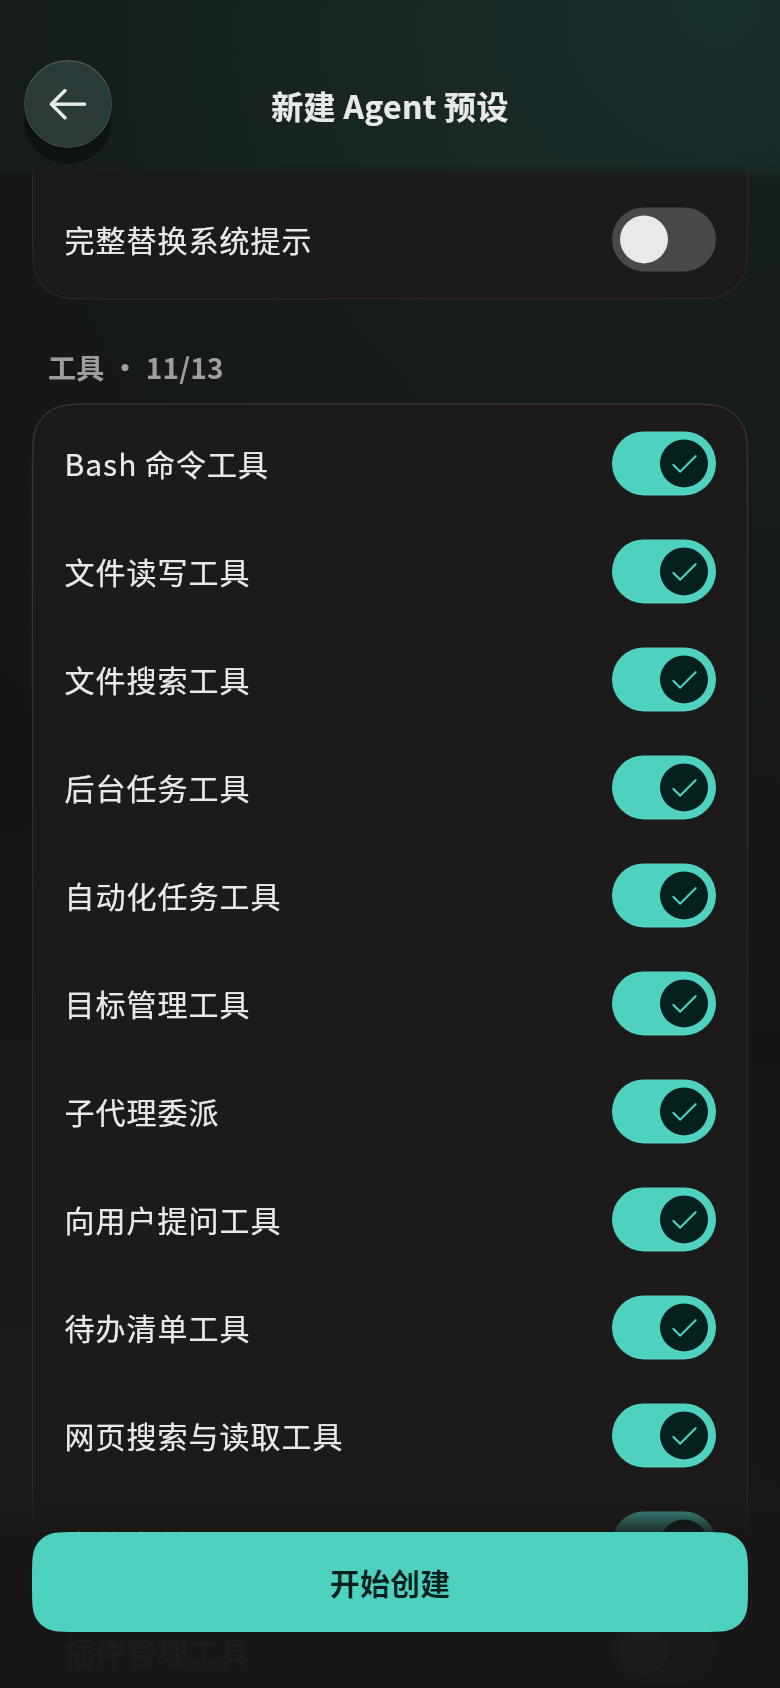 新建 Agent 预设
完整替换系统提示
工具 · 11/13
Bash 命令工具
文件读写工具
文件搜索工具
后台任务工具
自动化任务工具
目标管理工具
子代理委派
向用户提问工具
待办清单工具
网页搜索与读取工具
开始创建
插件管理工具